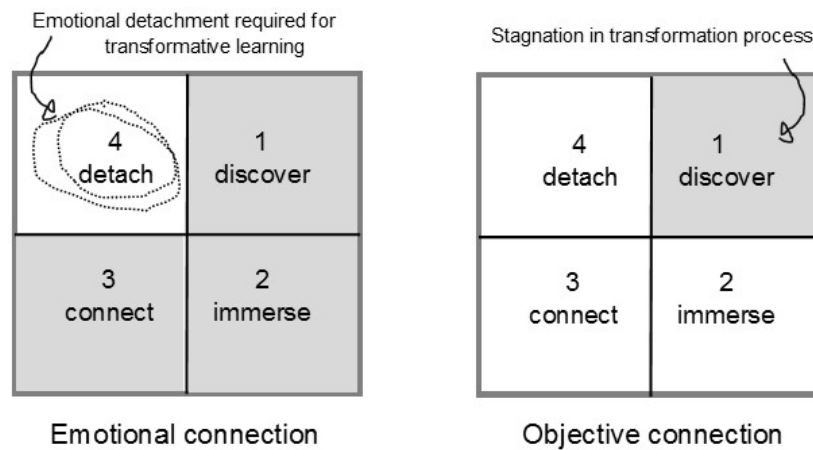 Emotional detachment required for
transformative learning
4
detach
1
discover
3
connect
2
immerse
Emotional connection
Stagnation in transformation process
4
detach
1
discover
3
connect
2
immerse
Objective connection